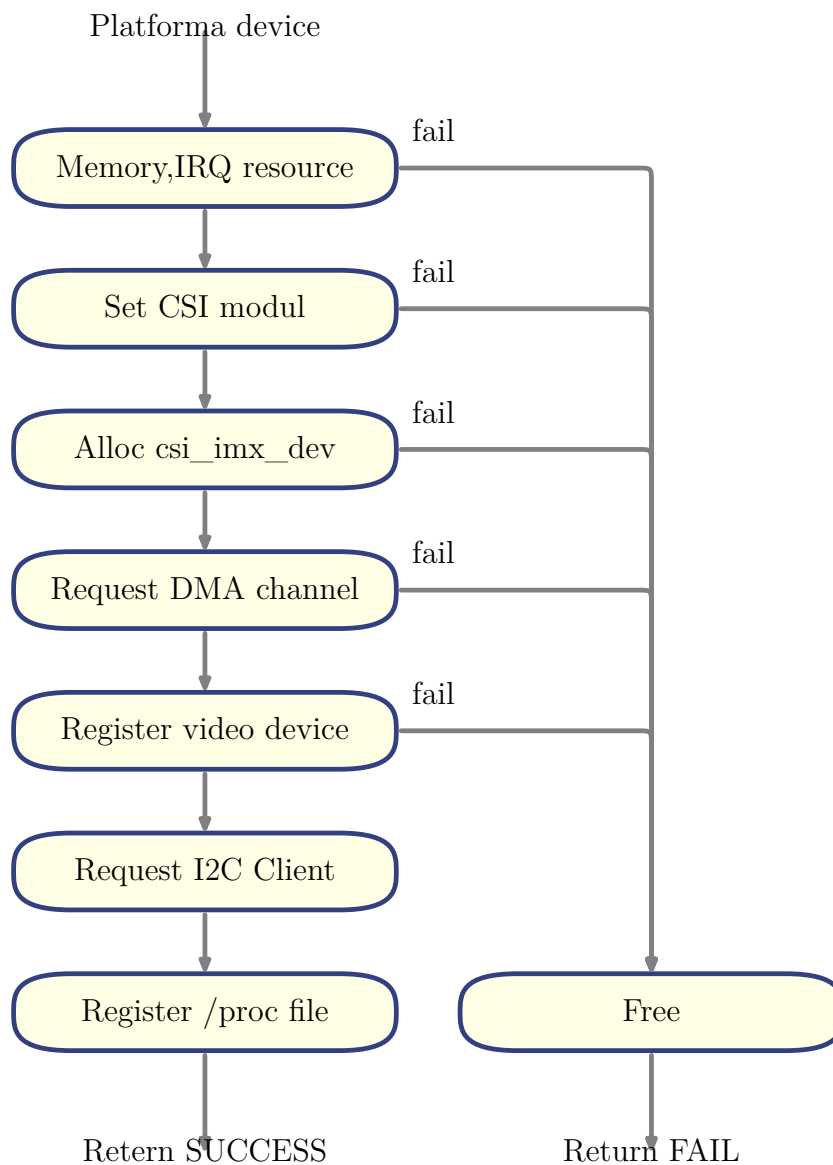 Platforma device
fail
Memory,IRQ resource
fail
Set CSI modul
fail
Alloc csi_imx_dev
fail
Request DMA channel
fail
Register video device
Request I2C Client
Register /proc file
Free
Retern SUCCESS
Return FAIL